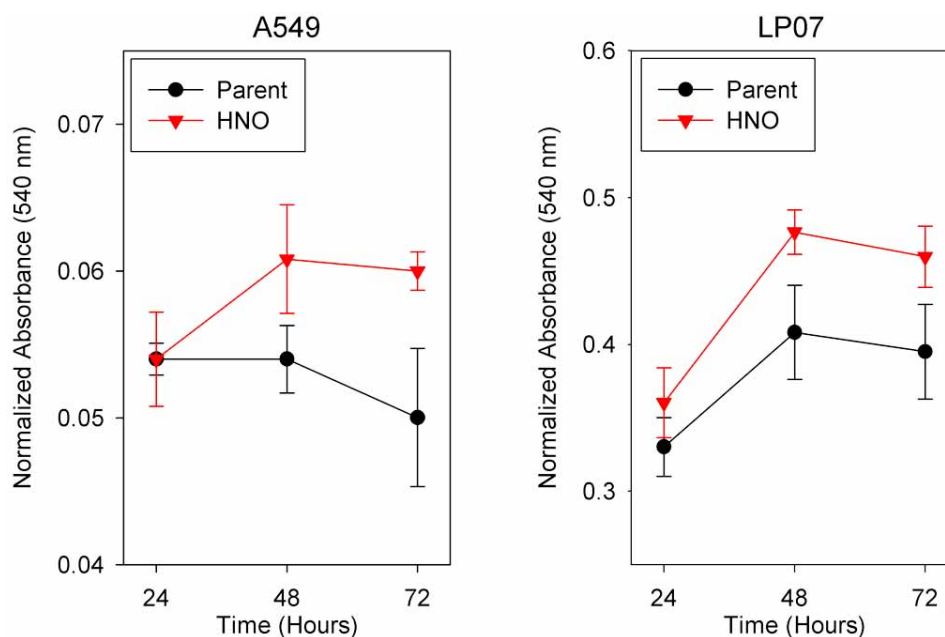 A549
Parent
HNO
Normalized Absorbance (540 nm)
0.07
0.06
0.05
0.04
24
48
72
Time (Hours)
LP07
Parent
HNO
Normalized Absorbance (540 nm)
0.6
0.5
0.4
0.3
24
48
72
Time (Hours)